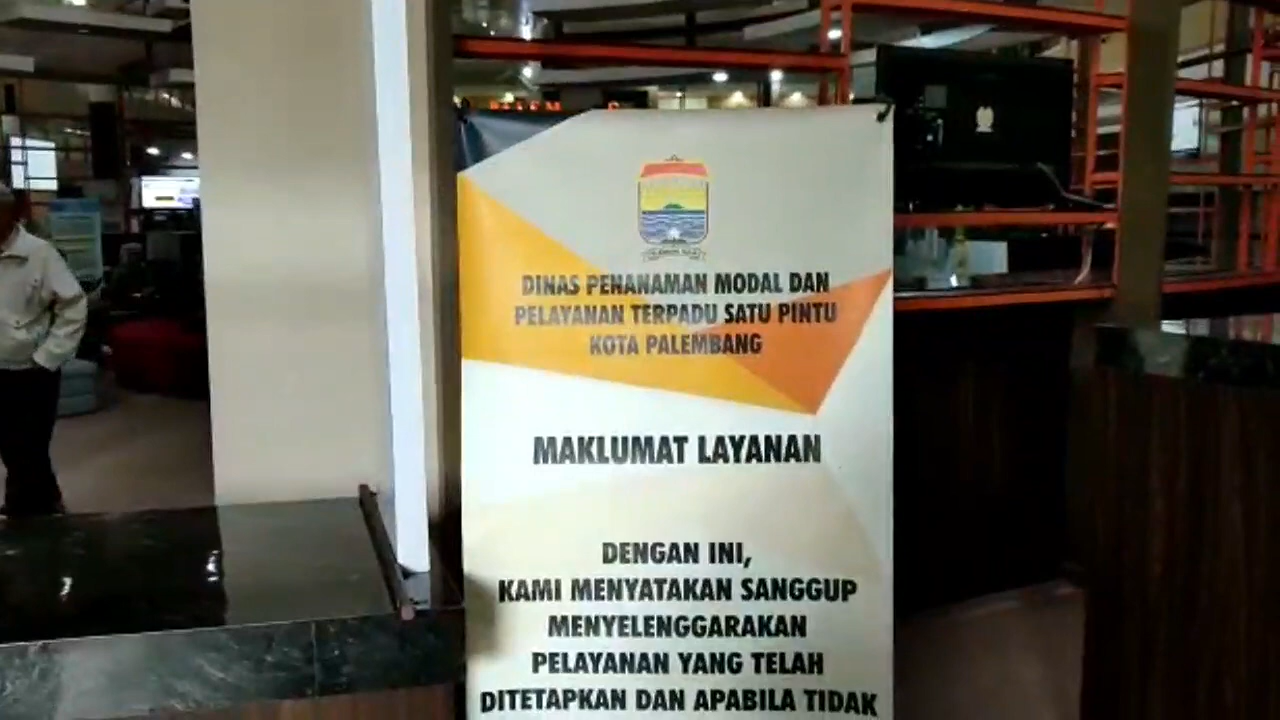 DINAS PENANAMAN MODAL DAN
PELAYANAN TERPADU SATU PINTU
KOTA PALEMBANG
MAKLUMAT LAYANAN
DENGAN INI,
KAMI MENYATAKAN SANGGUP
MENYELENGGARAKAN
PELAYANAN YANG TELAH
DITETAPKAN DAN APABILA TIDAK